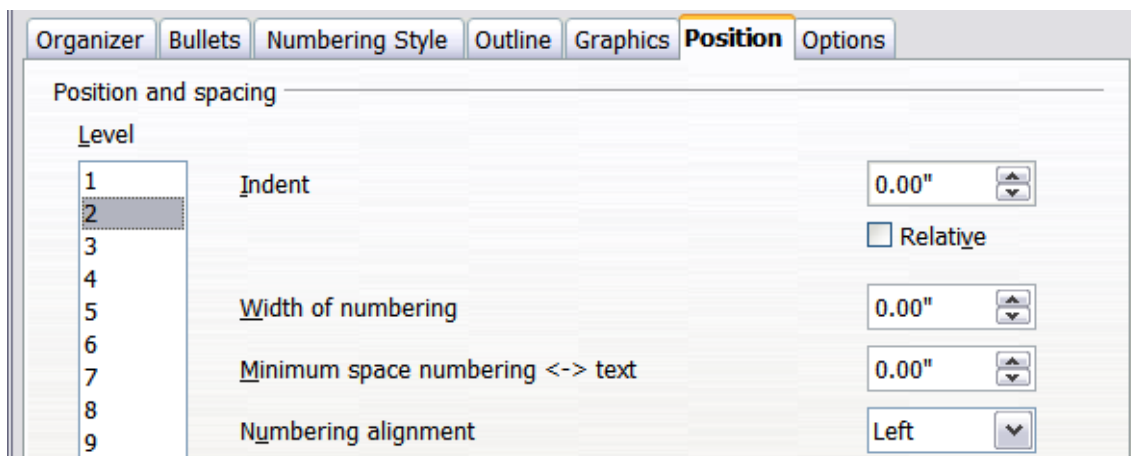 Organizer Bullets Numbering Style Outline Graphics Position Options
Position and spacing
Level
1 Indent 0.00"
2
3 Relative
4
5 Width of numbering 0.00"
6
7 Minimum space numbering <-> text 0.00"
8
9 Numbering alignment Left